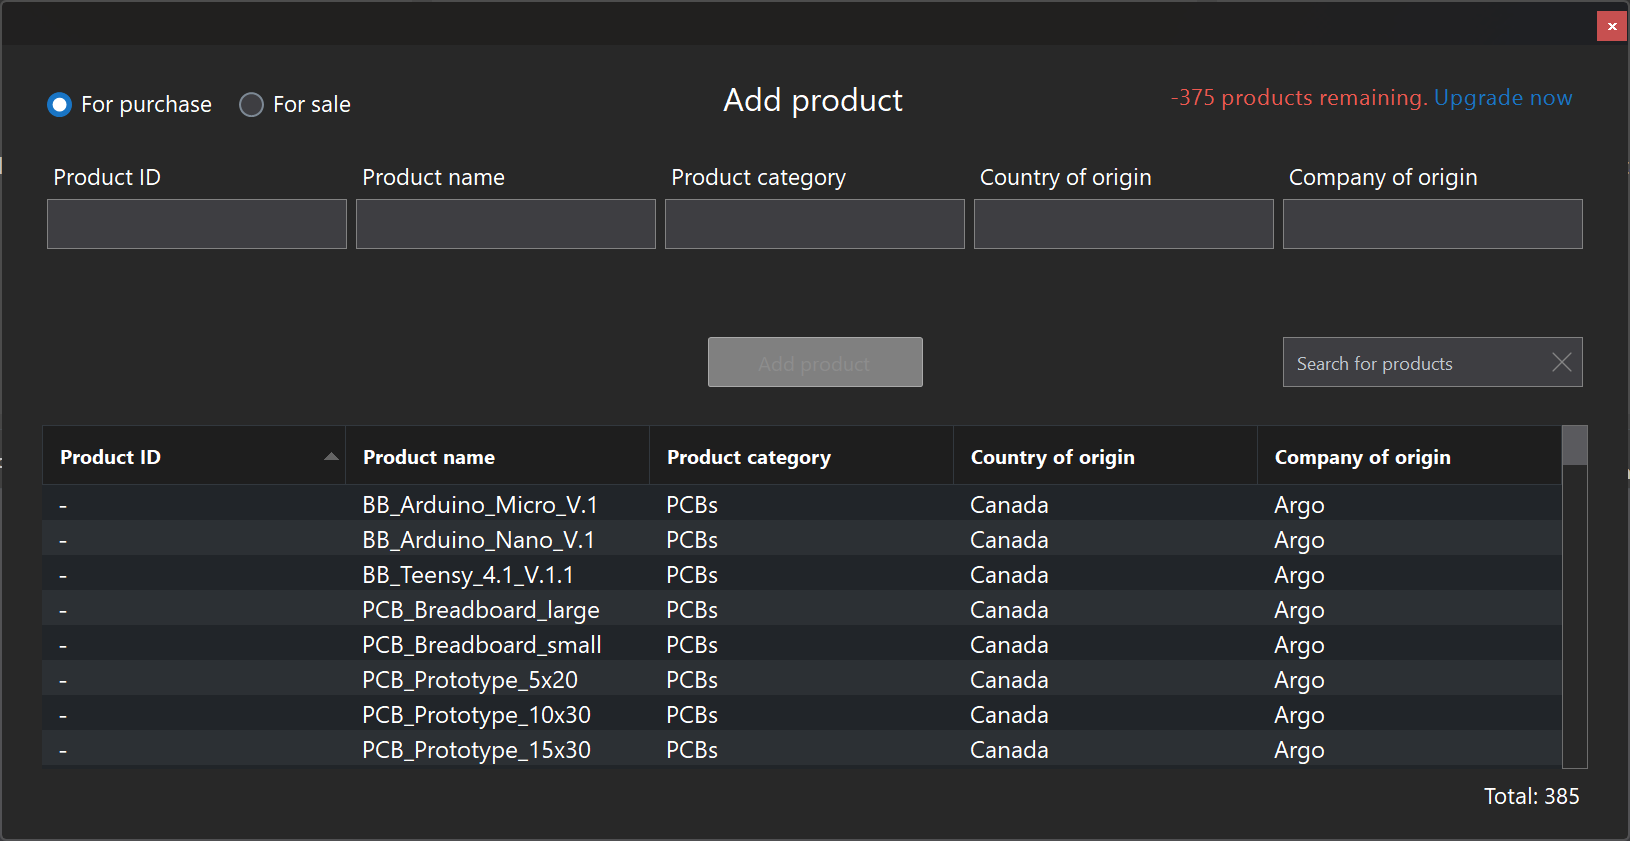 For purchase For sale Add product -375 products remaining. Upgrade now
Product ID Product name Product category Country of origin Company of origin
Add product Search for products
Product ID Product name Product category Country of origin Company of origin
- BB_Arduino_Micro_V.1 PCBs Canada Argo
- BB_Arduino_Nano_V.1 PCBs Canada Argo
- BB_Teensy_4.1_V.1.1 PCBs Canada Argo
- PCB_Breadboard_large PCBs Canada Argo
- PCB_Breadboard_small PCBs Canada Argo
- PCB_Prototype_5x20 PCBs Canada Argo
- PCB_Prototype_10x30 PCBs Canada Argo
- PCB_Prototype_15x30 PCBs Canada Argo
Total: 385